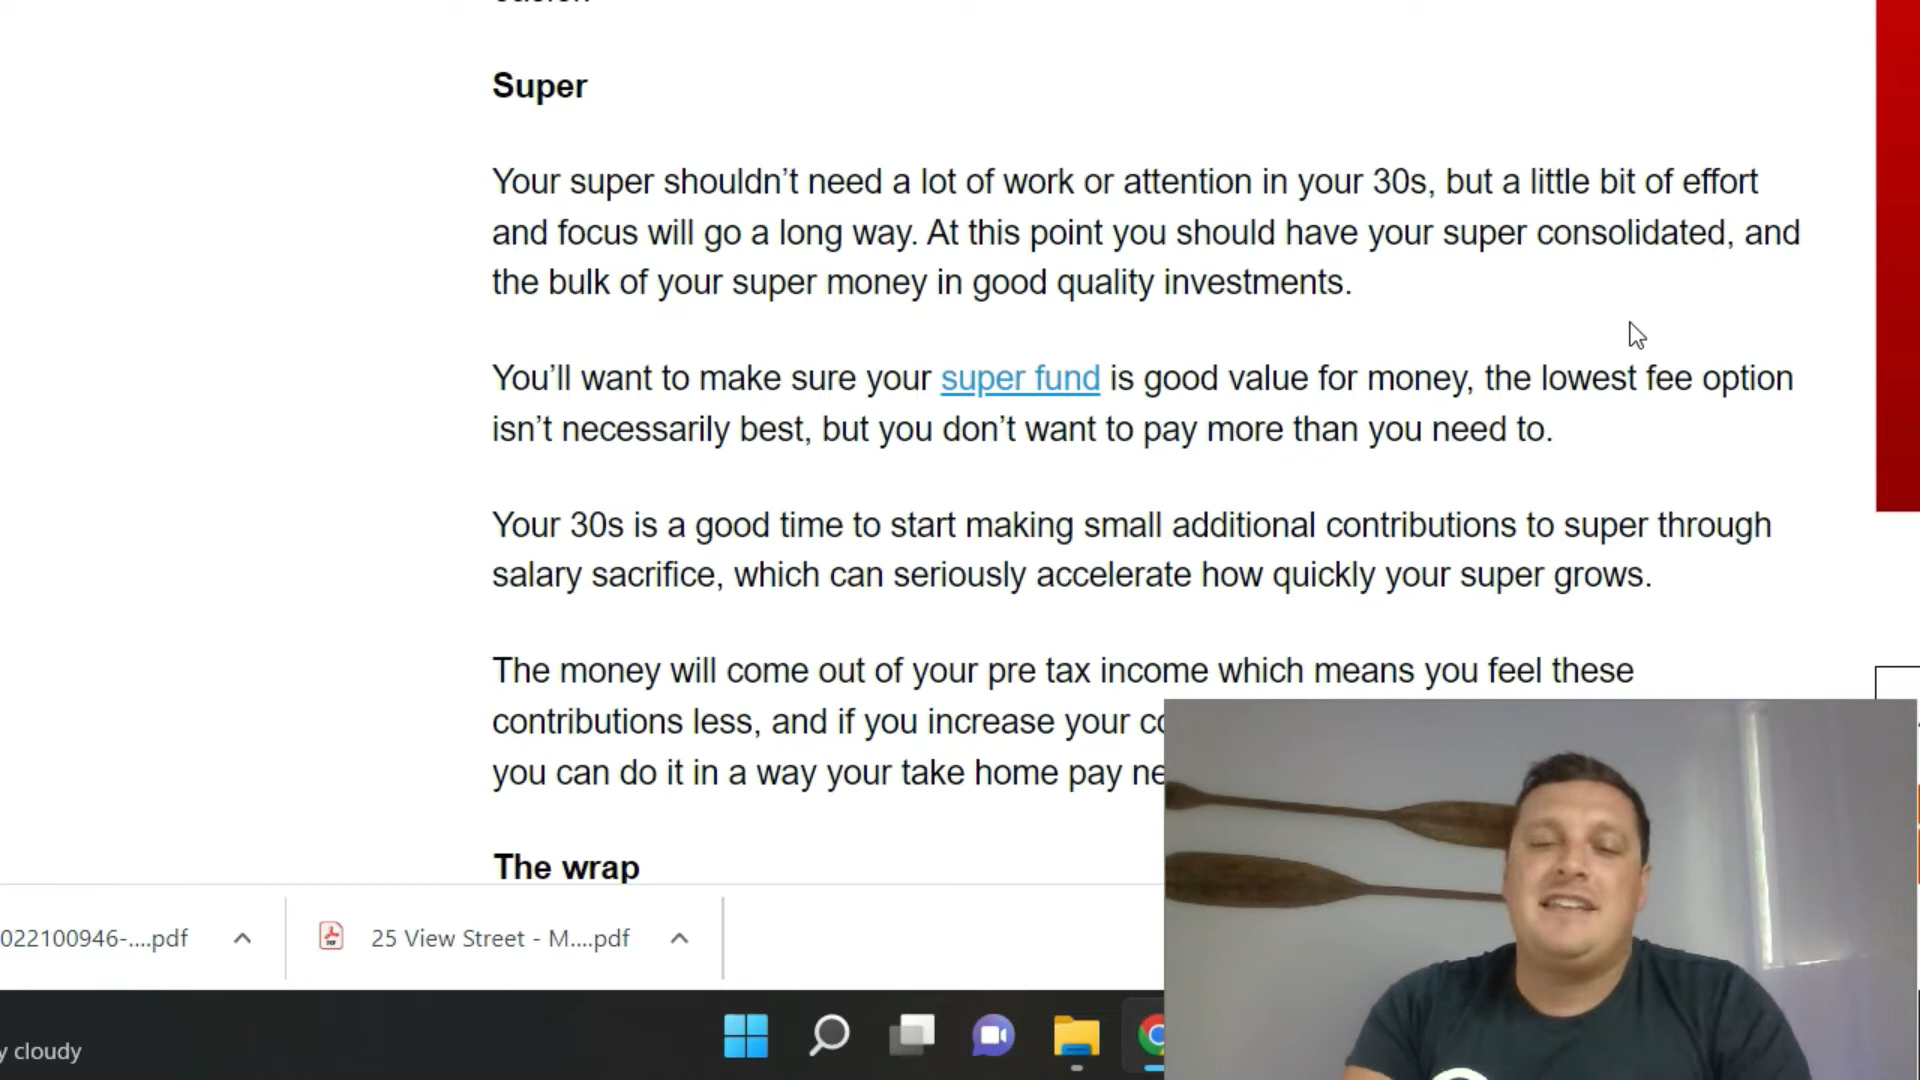 Super
Your super shouldn’t need a lot of work or attention in your 30s, but a little bit of effort
and focus will go a long way. At this point you should have your super consolidated, and
the bulk of your super money in good quality investments.
You’ll want to make sure your super fund is good value for money, the lowest fee option
isn’t necessarily best, but you don’t want to pay more than you need to.
Your 30s is a good time to start making small additional contributions to super through
salary sacrifice, which can seriously accelerate how quickly your super grows.
The money will come out of your pre tax income which means you feel these
contributions less, and if you increase your
you can do it in a way your take home pay
The wrap
022100946-....pdf
25 View Street - M....pdf
y cloudy